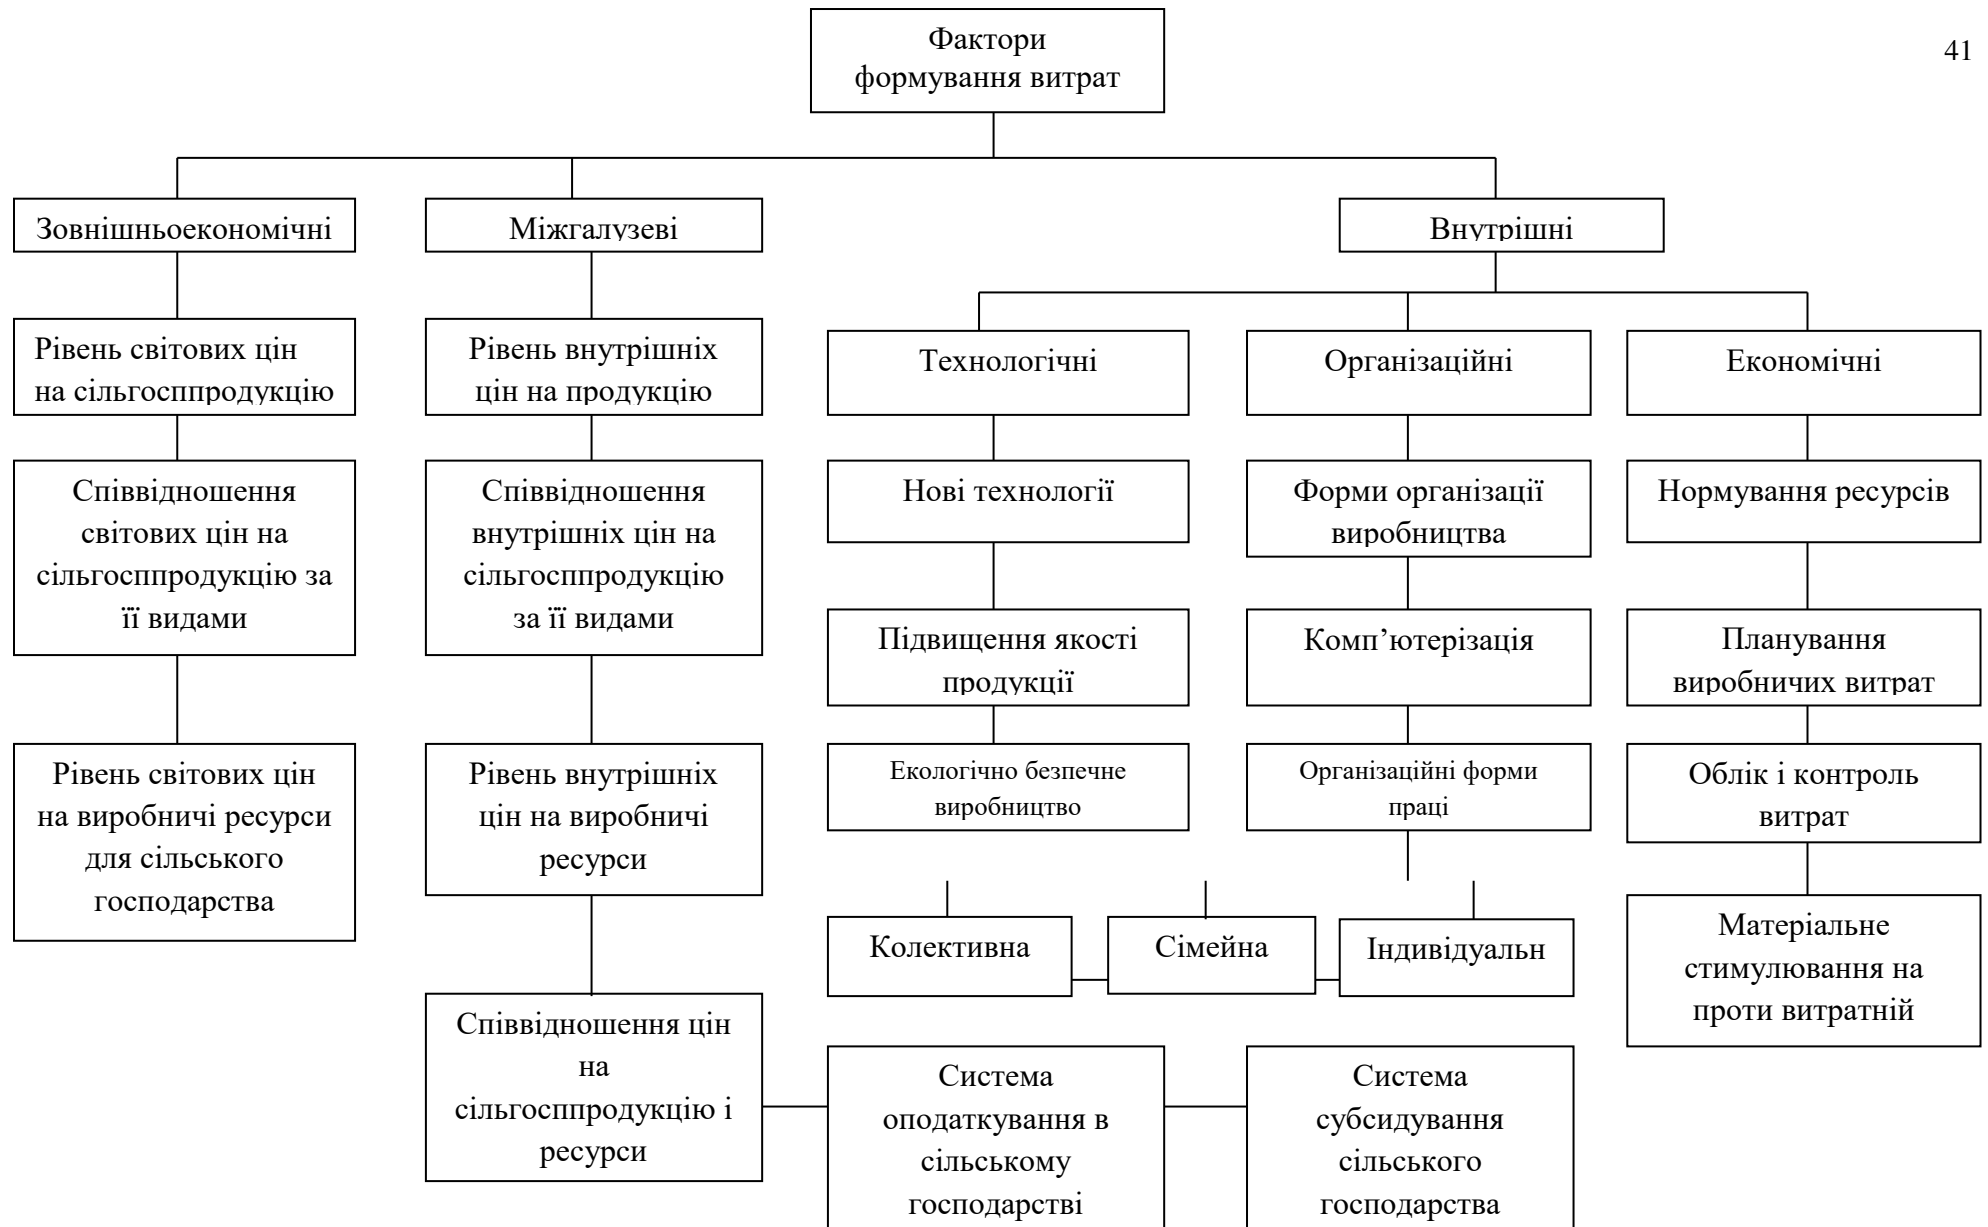 41
Фактори
формування витрат
Зовнішньоекономічні
Міжгалузеві
Внутрішні
Рівень світових цін
на сільгосппродукцію
Рівень внутрішніх
цін на продукцію
Технологічні
Організаційні
Економічні
Співвідношення
світових цін на
сільгосппродукцію за
її видами
Співвідношення
внутрішніх цін на
сільгосппродукцію
за її видами
Нові технології
Форми організації
виробництва
Нормування ресурсів
Підвищення якості
продукції
Комп’ютерізація
Планування
виробничих витрат
Рівень світових цін
на виробничі ресурси
для сільського
господарства
Рівень внутрішніх
цін на виробничі
ресурси
Екологічно безпечне
виробництво
Організаційні форми
праці
Облік і контроль
витрат
Колективна
Сімейна
Індивідуальн
Матеріальне
стимулювання на
проти витратній
Співвідношення цін
на
сільгосппродукцію і
ресурси
Система
оподаткування в
сільському
господарстві
Система
субсидування
сільського
господарства